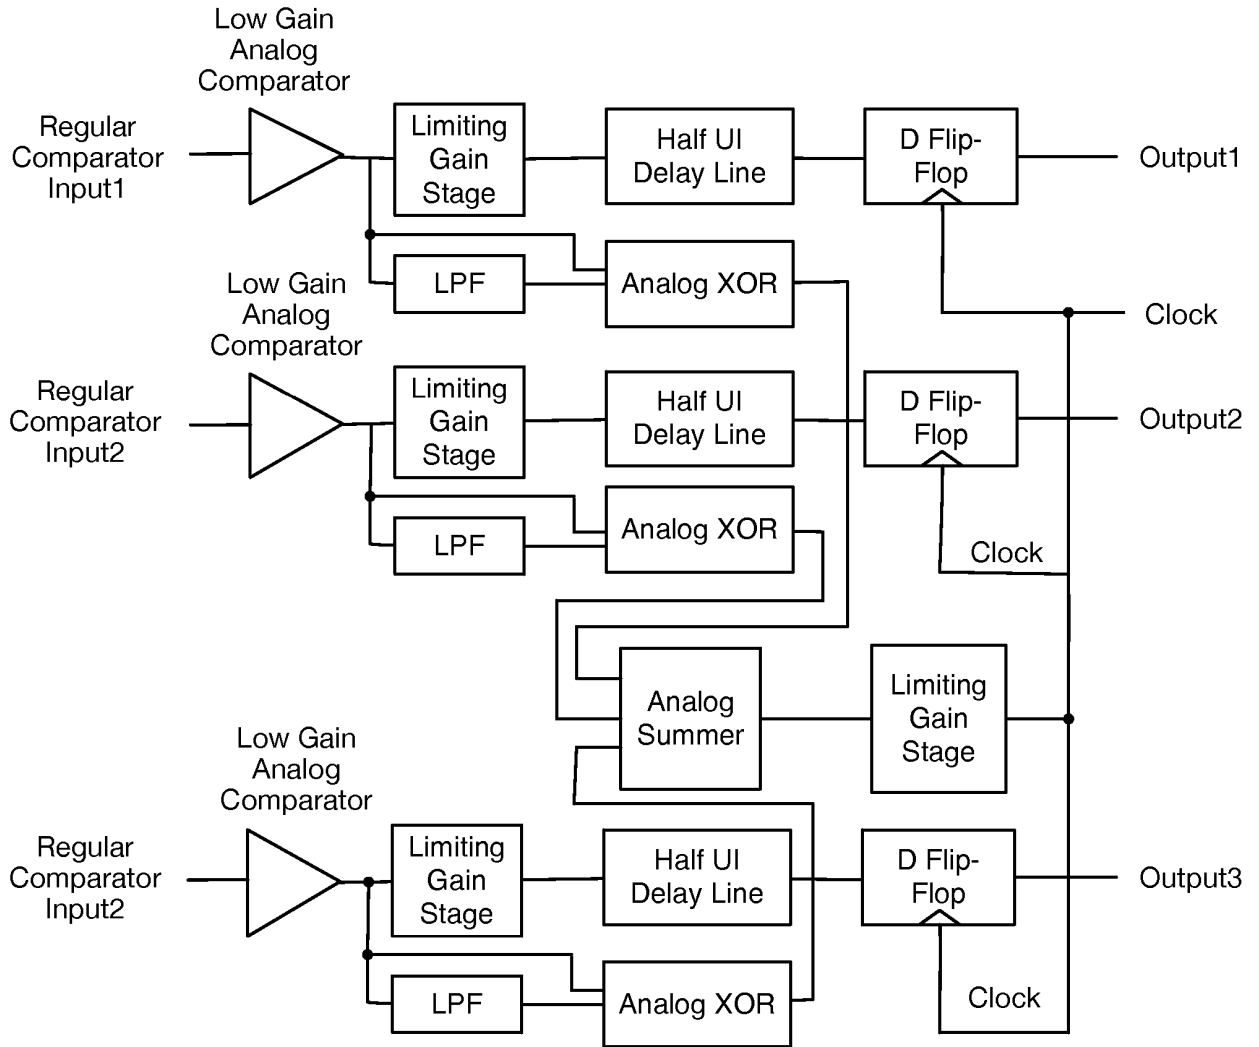 Low Gain
Analog
Comparator
Regular
Comparator
Input1
Limiting
Gain
Stage
Half UI
Delay Line
D Flip-
Flop
Output1
LPF
Analog XOR
Clock
Low Gain
Analog
Comparator
Regular
Comparator
Input2
Limiting
Gain
Stage
Half UI
Delay Line
D Flip-
Flop
Output2
LPF
Analog XOR
Clock
Analog
Summer
Limiting
Gain
Stage
Low Gain
Analog
Comparator
Regular
Comparator
Input2
Limiting
Gain
Stage
Half UI
Delay Line
D Flip-
Flop
Output3
LPF
Analog XOR
Clock